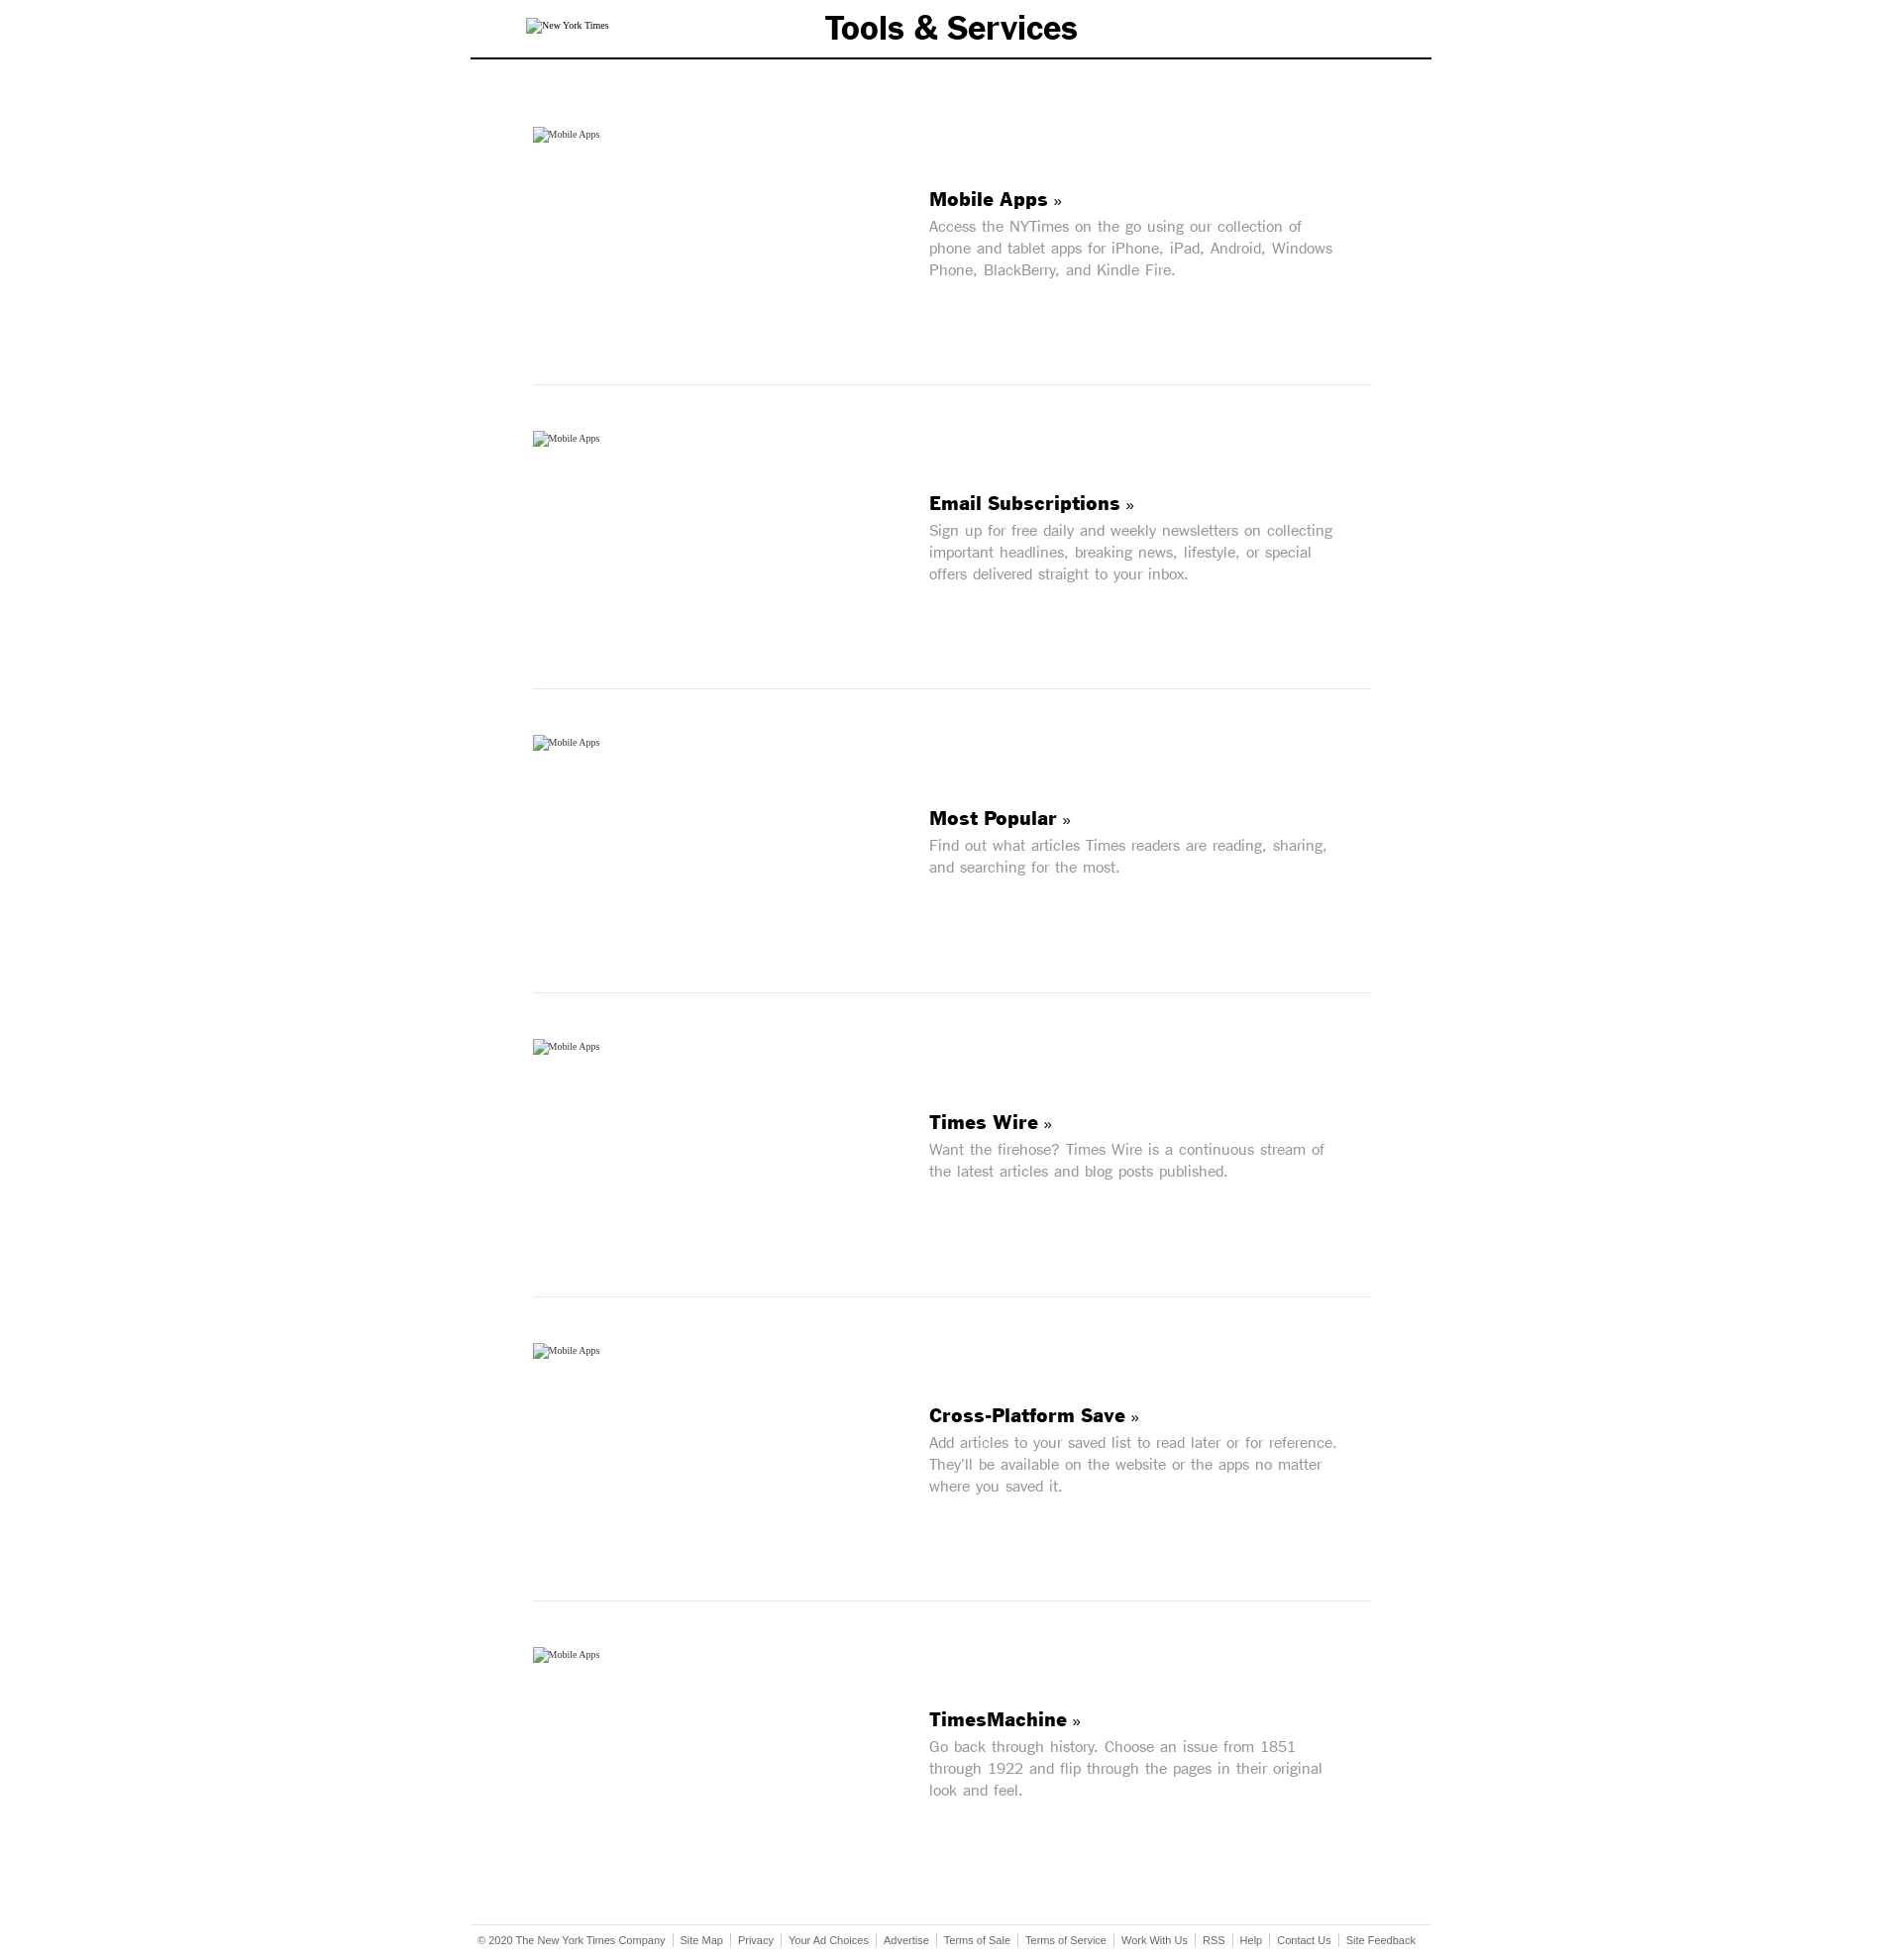 New York Times
Tools & Services
Mobile Apps
Mobile Apps »
Access the NYTimes on the go using our collection of
phone and tablet apps for iPhone, iPad, Android, Windows
Phone, BlackBerry, and Kindle Fire.
Mobile Apps
Email Subscriptions »
Sign up for free daily and weekly newsletters on collecting
important headlines, breaking news, lifestyle, or special
offers delivered straight to your inbox.
Mobile Apps
Most Popular »
Find out what articles Times readers are reading, sharing,
and searching for the most.
Mobile Apps
Times Wire »
Want the firehose? Times Wire is a continuous stream of
the latest articles and blog posts published.
Mobile Apps
Cross-Platform Save »
Add articles to your saved list to read later or for reference.
They'll be available on the website or the apps no matter
where you saved it.
Mobile Apps
TimesMachine »
Go back through history. Choose an issue from 1851
through 1922 and flip through the pages in their original
look and feel.
© 2020 The New York Times Company Site Map Privacy Your Ad Choices Advertise Terms of Sale Terms of Service Work With Us RSS Help Contact Us Site Feedback